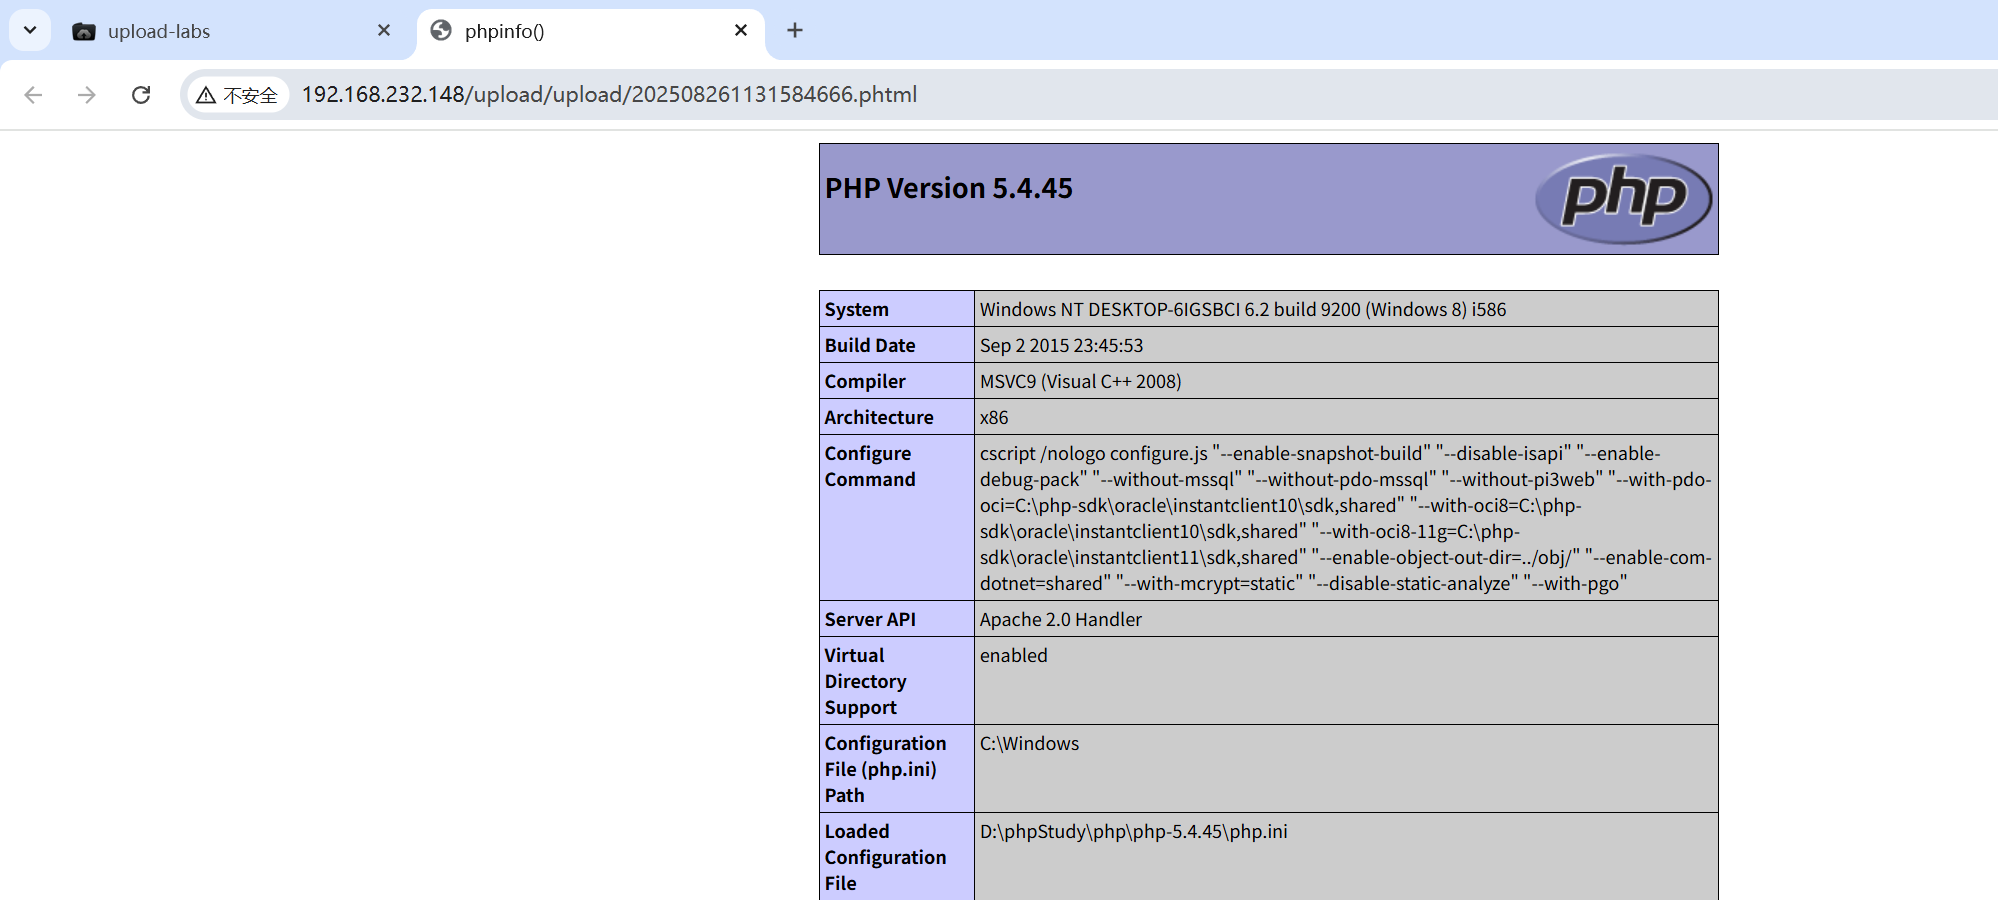 upload-labs
phpinfo()
不安全
192.168.232.148/upload/upload/202508261131584666.phtml
PHP Version 5.4.45
php
System
Windows NT DESKTOP-6IGSBCI 6.2 build 9200 (Windows 8) i586
Build Date
Sep 2 2015 23:45:53
Compiler
MSVC9 (Visual C++ 2008)
Architecture
x86
Configure
Command
cscript /nologo configure.js "--enable-snapshot-build" "--disable-isapi" "--enable-
debug-pack" "--without-mssql" "--without-pdo-mssql" "--without-pi3web" "--with-pdo-
oci=C:\php-sdk\oracle\instantclient10\sdk,shared" "--with-oci8=C:\php-
sdk\oracle\instantclient10\sdk,shared" "--with-oci8-11g=C:\php-
sdk\oracle\instantclient11\sdk,shared" "--enable-object-out-dir=../obj/" "--enable-com-
dotnet=shared" "--with-mcrypt=static" "--disable-static-analyze" "--with-pgo"
Server API
Apache 2.0 Handler
Virtual
Directory
Support
enabled
Configuration
File (php.ini)
Path
C:\Windows
Loaded
Configuration
File
D:\phpStudy\php\php-5.4.45\php.ini